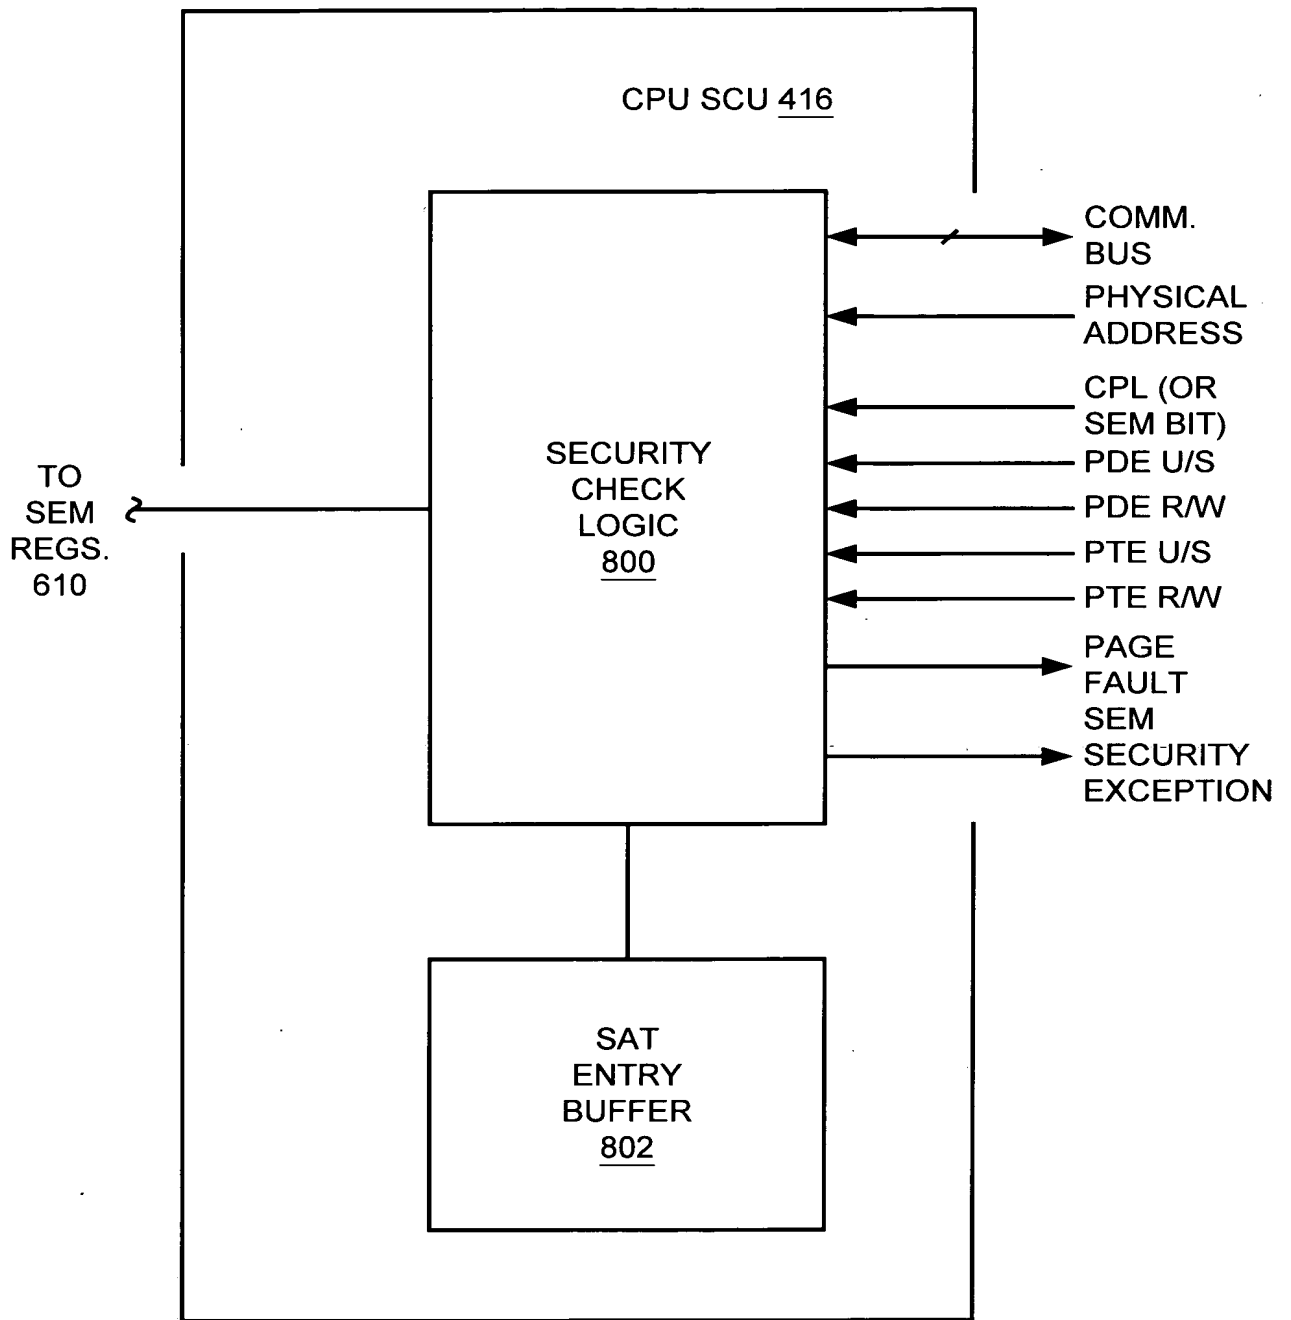 CPU SCU 416
COMM.
BUS
PHYSICAL
ADDRESS
CPL (OR
SEM BIT)
PDE U/S
PDE R/W
PTE U/S
PTE R/W
PAGE
FAULT
SEM
SECURITY
EXCEPTION
TO
SEM
REGS.
610
SECURITY
CHECK
LOGIC
800
SAT
ENTRY
BUFFER
802